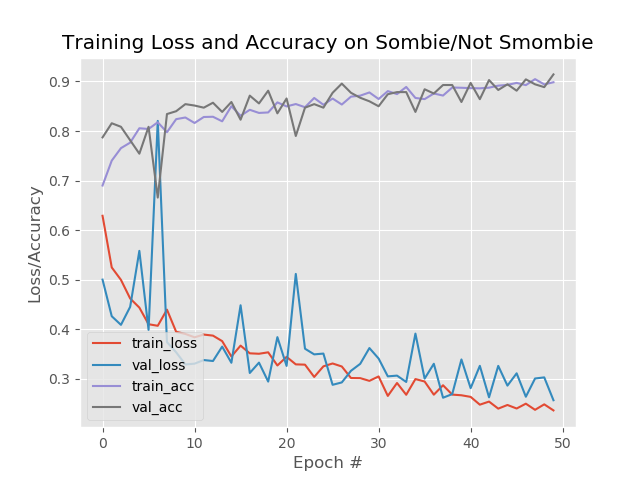 Training Loss and Accuracy on Sombie/Not Smombie
Loss/Accuracy
0.9
0.8
0.7
0.6
0.5
0.4
0.3
train_loss
val_loss
train_acc
val_acc
0 10 20 30 40 50
Epoch #